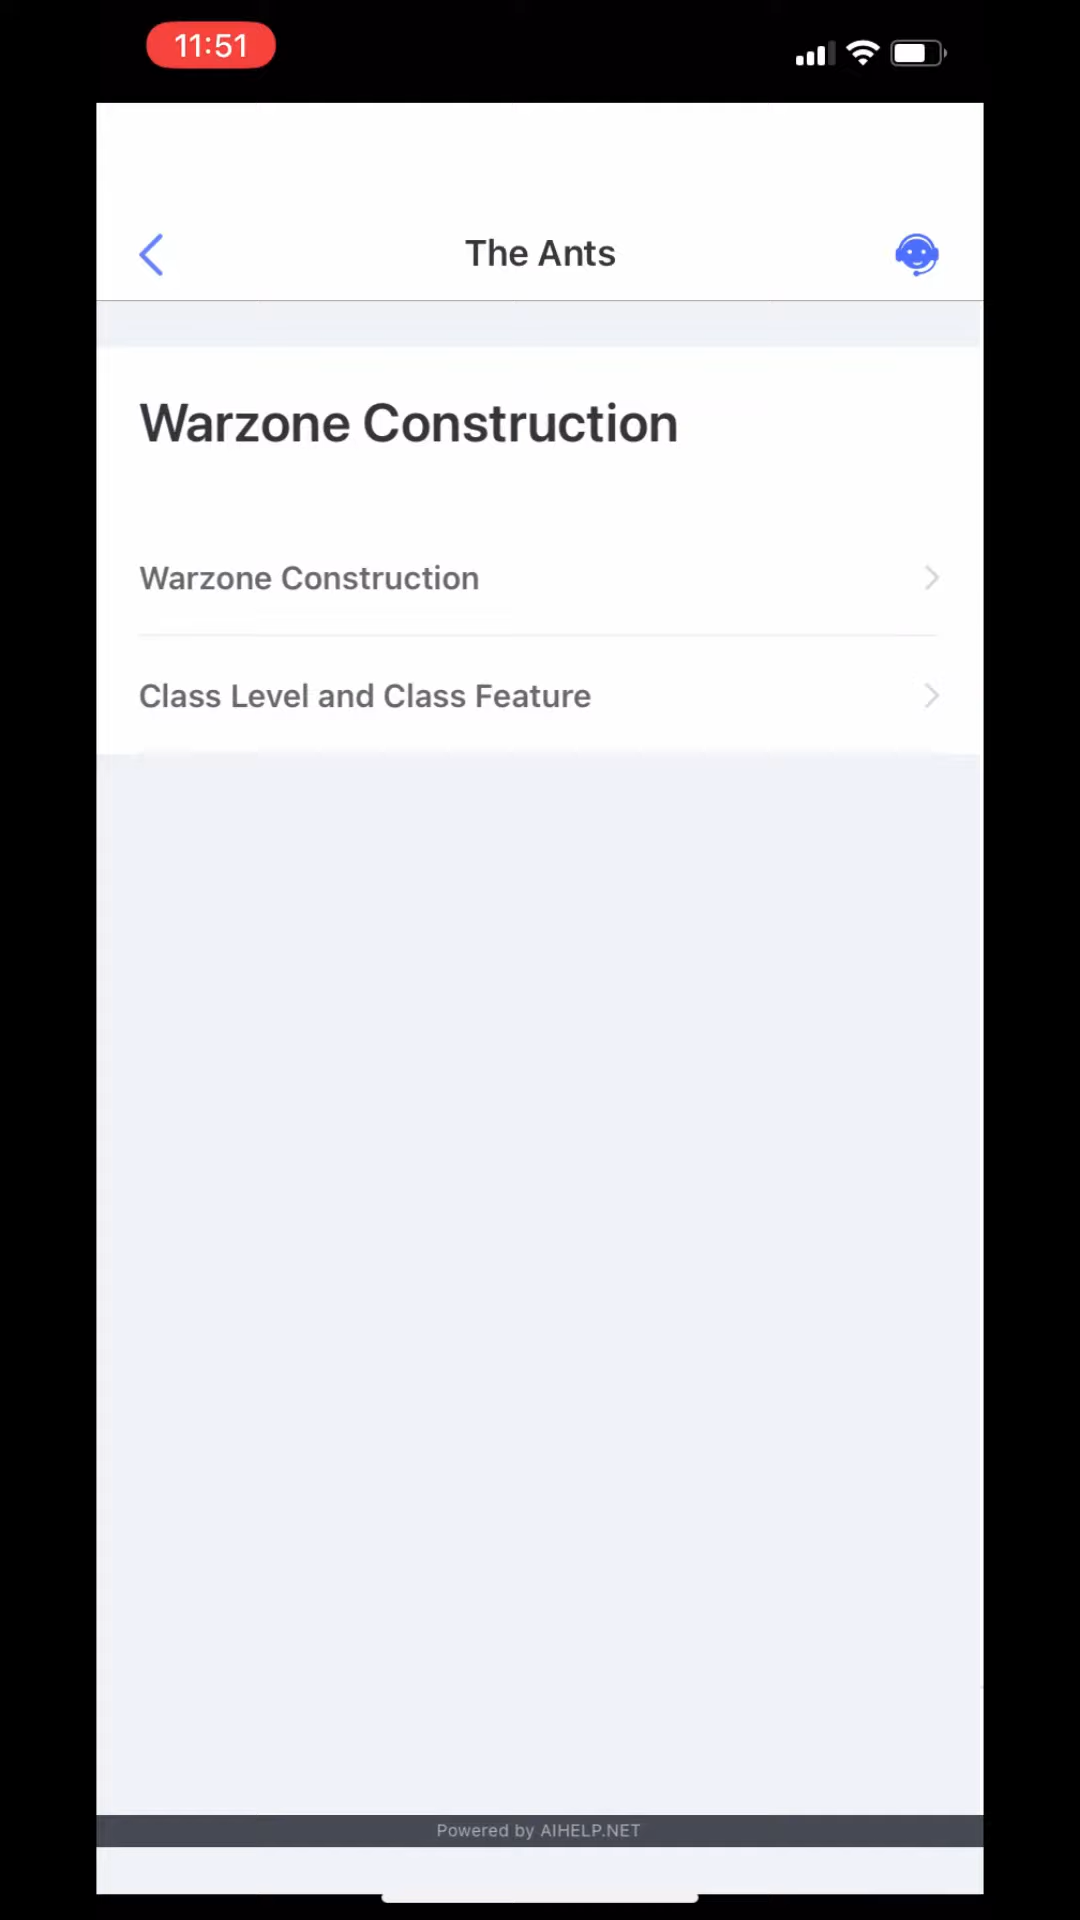 11:51
The Ants
Warzone Construction
Warzone Construction
Class Level and Class Feature
Powered by AIHELP.NET